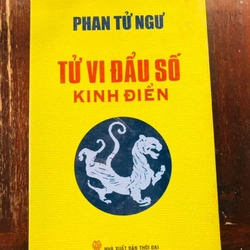 PHAN TỬ NGƯ
TỬ VI ĐẨU SỐ
KINH ĐIỂN
NHÀ XUẤT BẢN THỜI ĐẠI